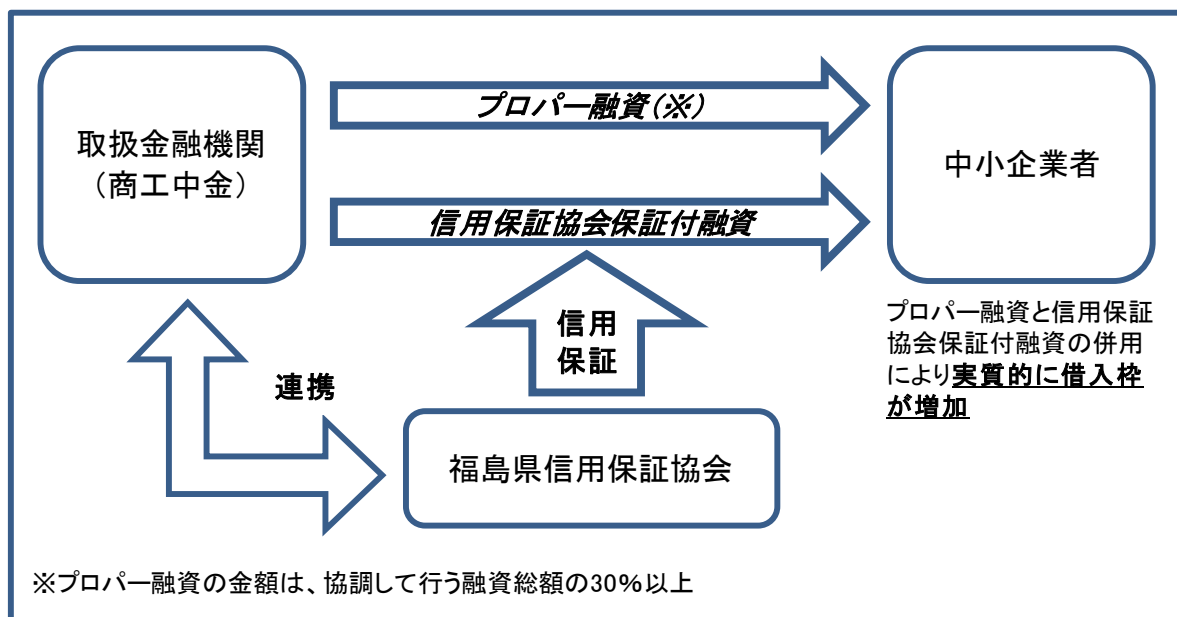 取扱金融機関
（商工中金）
プロパー融資（※）
中小企業者
信用保証協会保証付融資
信用
保証
プロパー融資と信用保証
協会保証付融資の併用
により実質的に借入枠
が増加
連携
福島県信用保証協会
※プロパー融資の金額は、協調して行う融資総額の30％以上